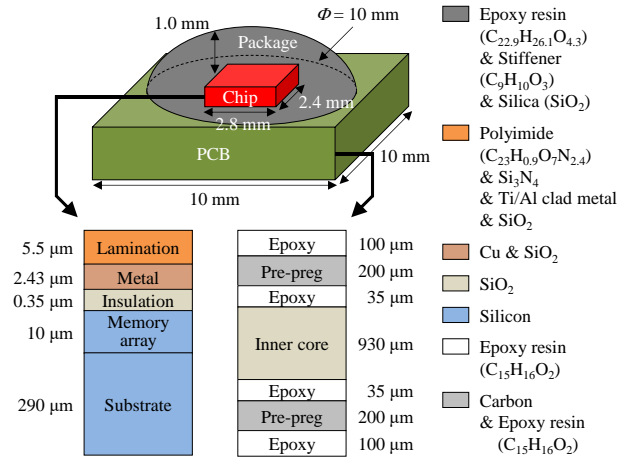 1.0 mm
Φ = 10 mm
Package
Chip
2.4 mm
2.8 mm
PCB
10 mm
10 mm
5.5 μm
Lamination
2.43 μm
Metal
0.35 μm
Insulation
10 μm
Memory
array
290 μm
Substrate
Epoxy
100 μm
Pre-preg
200 μm
Epoxy
35 μm
Inner core
930 μm
Epoxy
35 μm
Pre-preg
200 μm
Epoxy
100 μm
Epoxy resin
(C₂₂.₉H₂₆.₁O₄.₃)
& Stiffener
(C₉H₁₀O₃)
& Silica (SiO₂)
Polyimide
(C₂₃H₀.₉O₇N₂.₄)
& Si₃N₄
& Ti/Al clad metal
& SiO₂
Cu & SiO₂
SiO₂
Silicon
Epoxy resin
(C₁₅H₁₆O₂)
Carbon
& Epoxy resin
(C₁₅H₁₆O₂)